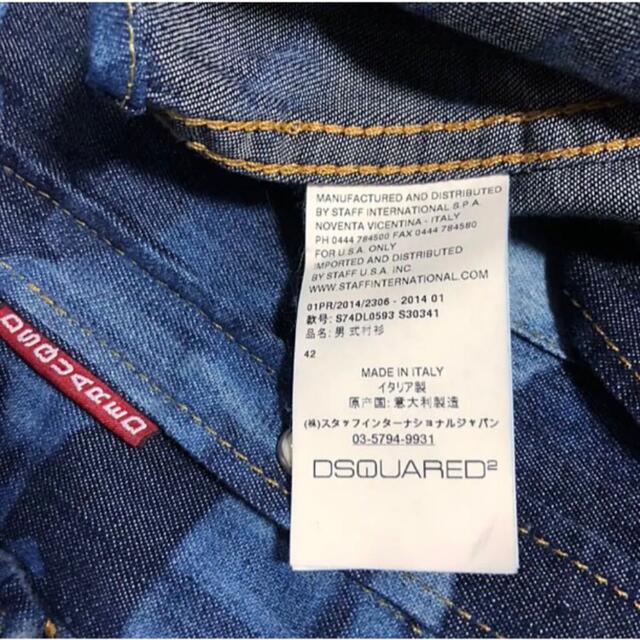 MANUFACTURED AND DISTRIBUTED
BY STAFF INTERNATIONAL S.P.A.
NOVENTA VICENTINA - ITALY
PH 0444 784500 FAX 0444 784580
FOR U.S.A. ONLY
IMPORTED AND DISTRIBUTED
BY STAFF U.S.A. INC
WWW.STAFFINTERNATIONAL.COM
01PR/2014/2306 - 2014 01
款号: S74DL0593 S30341
品名: 男式衬衫
42
MADE IN ITALY
イタリア製
原产国: 意大利製造
(株)スタッフインターナショナルジャパン
03-5794-9931
DSQUARED2
DSQUARED